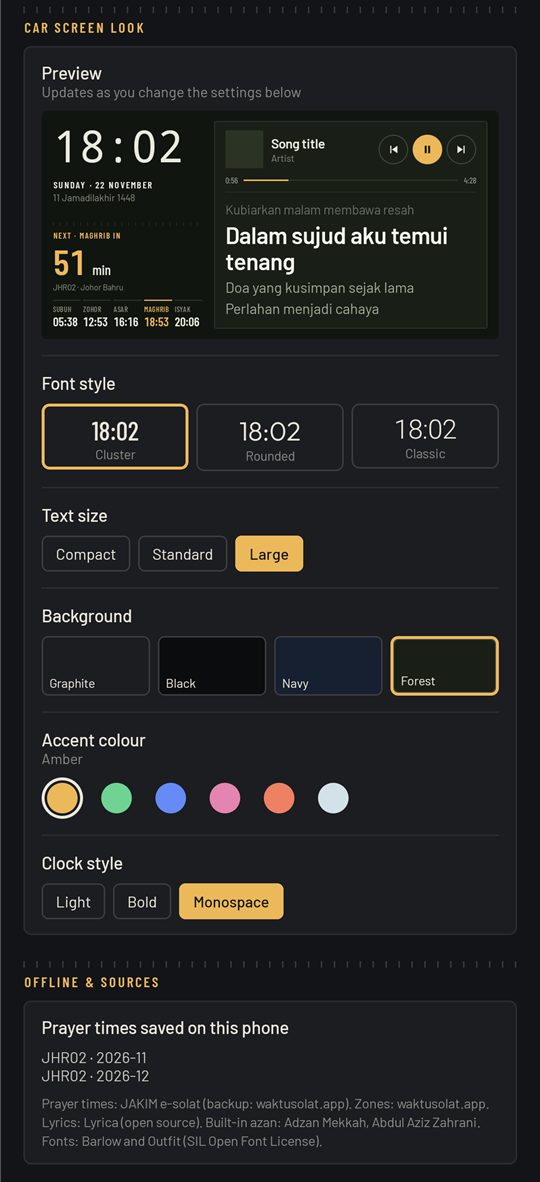 CAR SCREEN LOOK
Preview
Updates as you change the settings below
18:02
SUNDAY · 22 NOVEMBER
11 Jamadilakhir 1448
NEXT · MAGHRIB IN
51 min
JHR02 · Johor Bahru
SUBUH ZOHOR ASAR MAGHRIB ISYAK
05:38 12:53 16:16 18:53 20:06
Song title
Artist
0:56 4:28
Kubiarkan malam membawa resah
Dalam sujud aku temui
tenang
Doa yang kusimpan sejak lama
Perlahan menjadi cahaya
Font style
18:02 18:02 18:02
Cluster Rounded Classic
Text size
Compact Standard Large
Background
Graphite Black Navy Forest
Accent colour
Amber
Clock style
Light Bold Monospace
OFFLINE & SOURCES
Prayer times saved on this phone
JHR02 · 2026-11
JHR02 · 2026-12
Prayer times: JAKIM e-solat (backup: waktusolat.app). Zones: waktusolat.app.
Lyrics: Lyrica (open source). Built-in azan: Adzan Mekkah, Abdul Aziz Zahrani.
Fonts: Barlow and Outfit (SIL Open Font License).